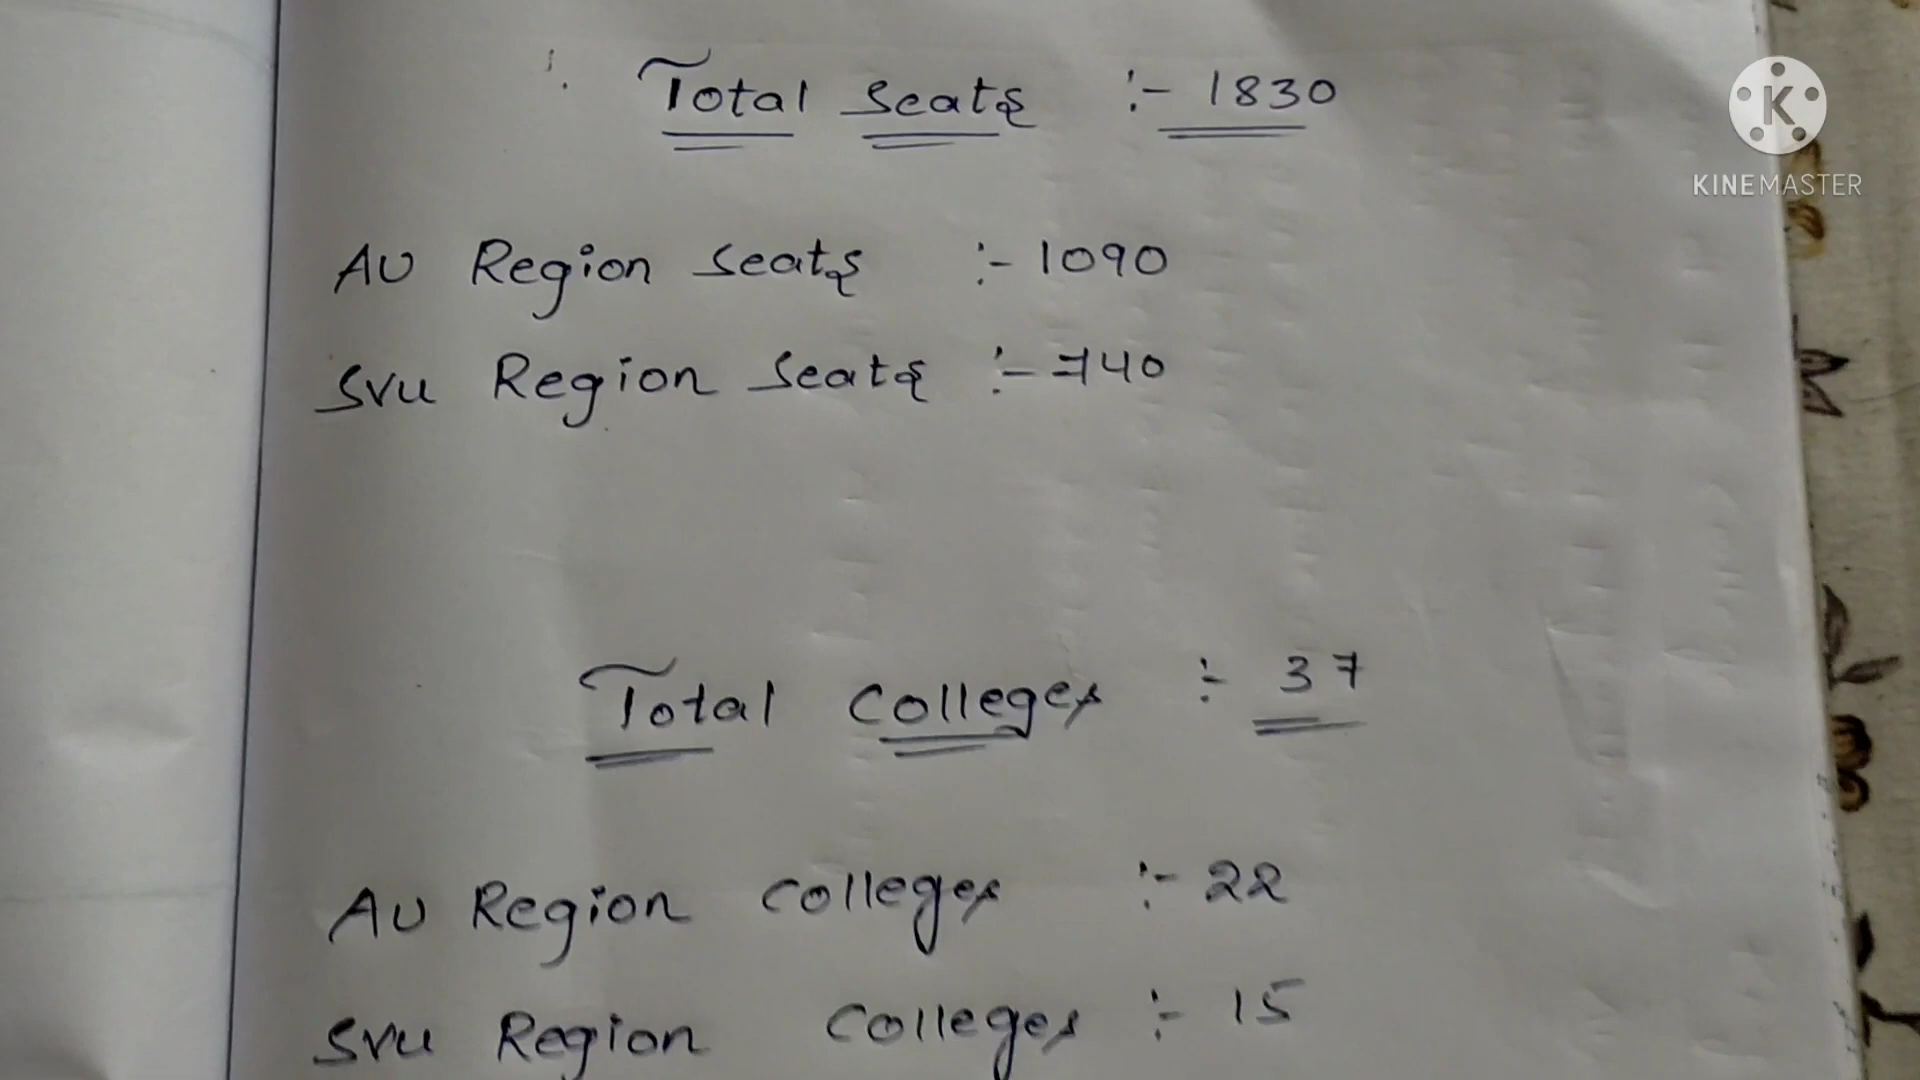 Total Seats :- 1830
K
KINEMASTER
AU Region Seats :- 1090
SVU Region Seats :- 740
Total Colleges :- 37
AU Region Colleges :- 22
SVU Region Colleges :- 15